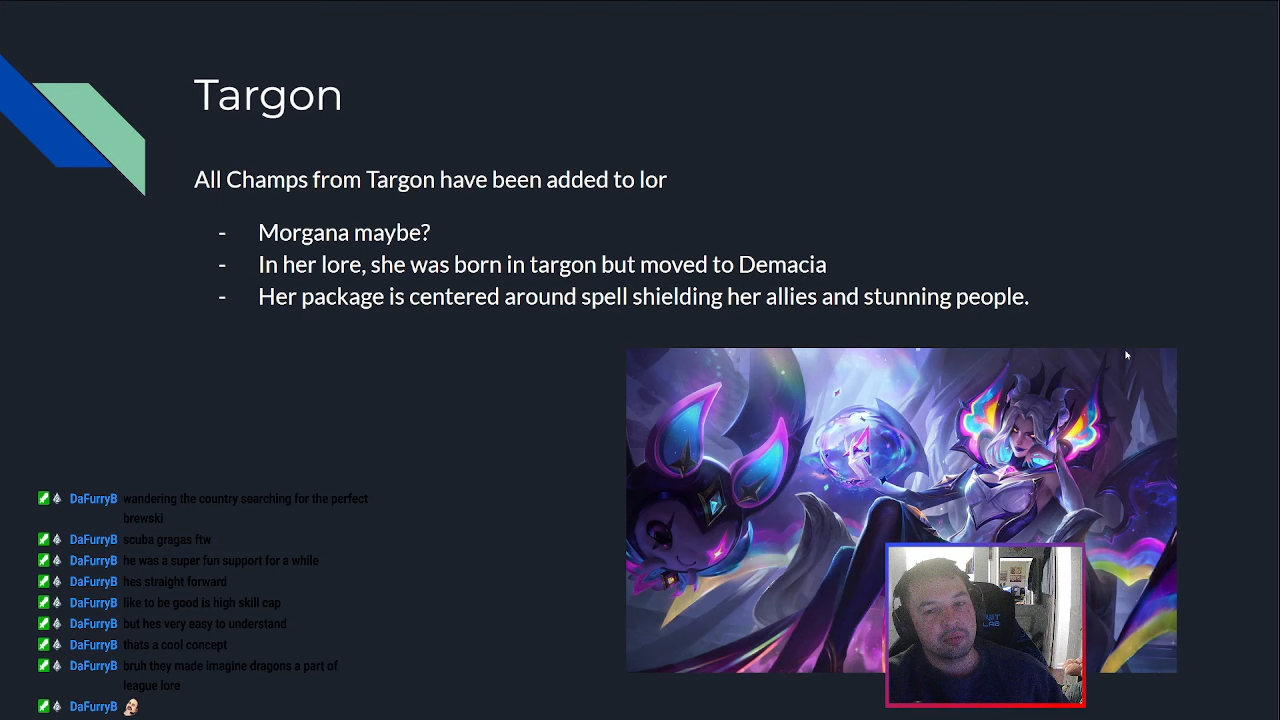 Targon
All Champs from Targon have been added to lor
- Morgana maybe?
- In her lore, she was born in targon but moved to Demacia
- Her package is centered around spell shielding her allies and stunning people.
DaFurryB wandering the country searching for the perfect
brewski
DaFurryB scuba gragas ftw
DaFurryB he was a super fun support for a while
DaFurryB hes straight forward
DaFurryB like to be good is high skill cap
DaFurryB but hes very easy to understand
DaFurryB thats a cool concept
DaFurryB bruh they made imagine dragons a part of
league lore
DaFurryB
LAB